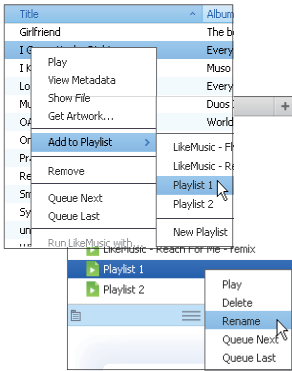 Title Album
Girlfriend The b
Play
Every
View Metadata
Muso
Show File
Every
Get Artwork...
Duos
World
Add to Playlist
LikeMusic - F
LikeMusic - Re
Remove
Playlist 1
Queue Next
Playlist 2
Queue Last
New Playlist
Run LikeMusic with...
LikeMusic - Reach For Me - remix
Playlist 1
Playlist 2
Play
Delete
Rename
Queue Next
Queue Last